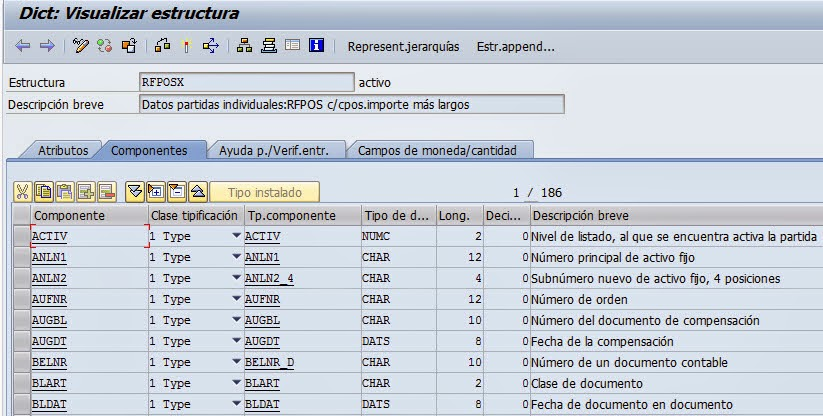 Dict: Visualizar estructura
Represent.jerarquías Estr.append...
Estructura RFPOSX activo
Descripción breve Datos partidas individuales:RFPOS c/cpos.importe más largos
Atributos Componentes Ayuda p./Verif.entr. Campos de moneda/cantidad
Tipo instalado 1 / 186
Componente Clase tipificación Tp.componente Tipo de d... Long. Deci... Descripción breve
ACTIV 1 Type ACTIV NUMC 2 0 Nivel de listado, al que se encuentra activa la partida
ANLN1 1 Type ANLN1 CHAR 12 0 Número principal de activo fijo
ANLN2 1 Type ANLN2_4 CHAR 4 0 Subnúmero nuevo de activo fijo, 4 posiciones
AUFNR 1 Type AUFNR CHAR 12 0 Número de orden
AUGBL 1 Type AUGBL CHAR 10 0 Número del documento de compensación
AUGDT 1 Type AUGDT DATS 8 0 Fecha de la compensación
BELNR 1 Type BELNR_D CHAR 10 0 Número de un documento contable
BLART 1 Type BLART CHAR 2 0 Clase de documento
BLDAT 1 Type BLDAT DATS 8 0 Fecha de documento en documento